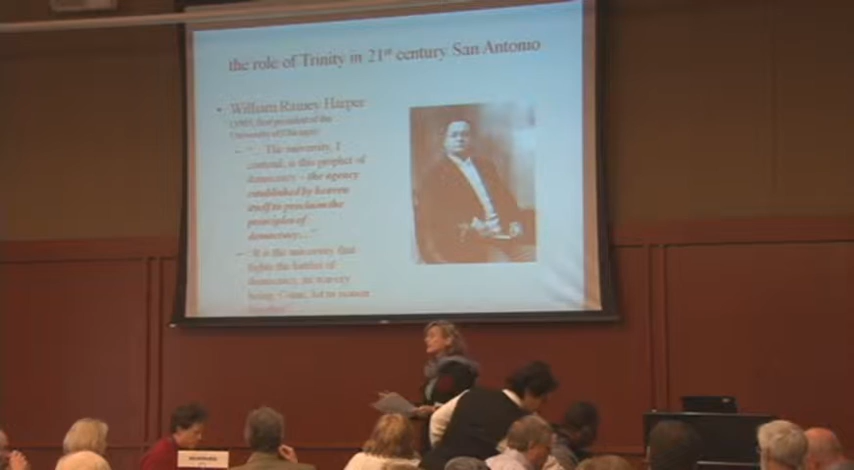 the role of Trinity in 21st century San Antonio
• William Rainey Harper
(1905, first president of the
University of Chicago)
– "… The university, I
contend, is this prophet of
democracy – the agency
established by heaven
itself to proclaim the
principles of
democracy…"
– It is the university that
fights the battles of
democracy, its war-cry
being: Come, let us reason